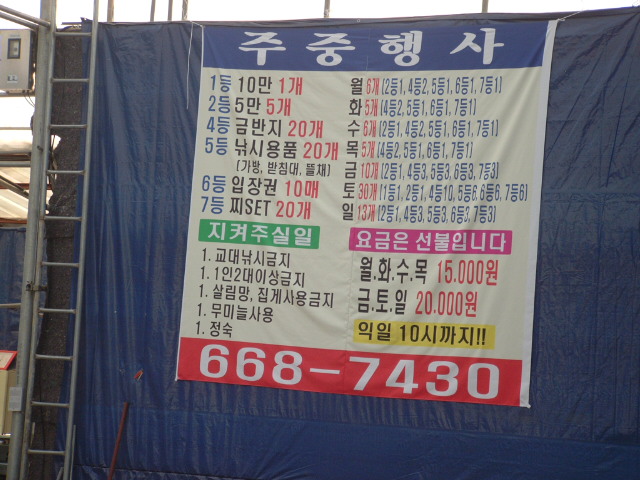 주중행사
1등 10만 1개
2등 5만 5개
4등 금반지 20개
5등 낚시용품 20개
(가방, 받침대, 뜰채)
6등 입장권 10매
7등 찌SET 20개
월 6개 (2등1, 4등2, 5등1, 6등1, 7등1)
화 5개 (4등2, 5등1, 6등1, 7등1)
수 6개 (2등1, 4등2, 5등1, 6등1, 7등1)
목 5개 (4등2, 5등1, 6등1, 7등1)
금 10개 (2등1, 4등3, 5등3, 6등3, 7등3)
토 30개 (1등1, 2등1, 4등10, 5등6, 6등6, 7등6)
일 13개 (2등1, 4등3, 5등3, 6등3, 7등3)
지켜주실일
1. 교대낚시금지
1. 1인2대이상금지
1. 살림망, 집게사용금지
1. 무미늘사용
1. 정숙
요금은 선불입니다
월.화.수.목 15.000원
금.토.일 20.000원
익일 10시까지!!
668-7430